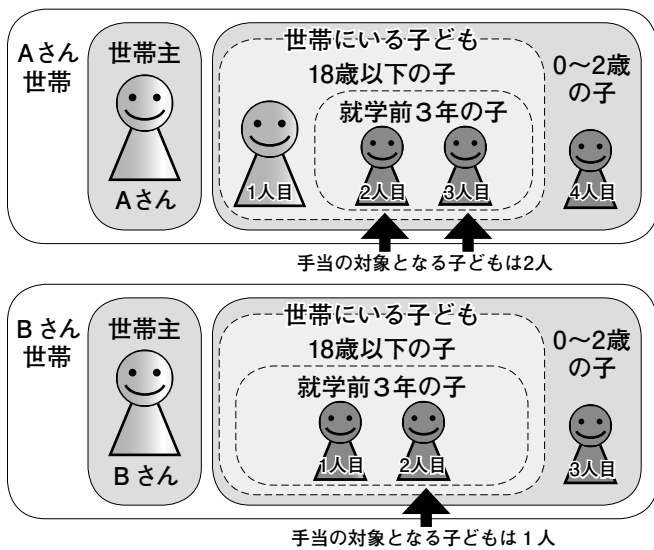 Aさん
世帯
世帯主
Aさん
世帯にいる子ども
18歳以下の子
就学前３年の子
1人目
2人目
3人目
0～2歳
の子
4人目
手当の対象となる子どもは2人
Bさん
世帯
世帯主
Bさん
世帯にいる子ども
18歳以下の子
就学前３年の子
1人目
2人目
0～2歳
の子
3人目
手当の対象となる子どもは１人